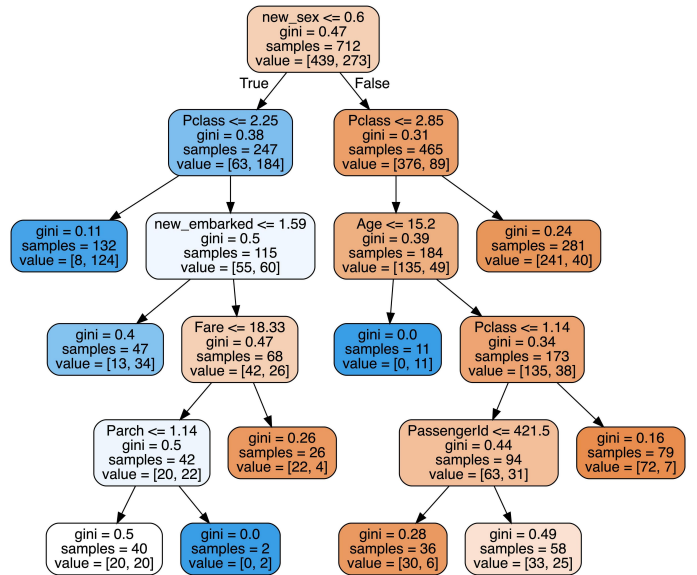 new_sex <= 0.6
gini = 0.47
samples = 712
value = [439, 273]
True
False
Pclass <= 2.25
gini = 0.38
samples = 247
value = [63, 184]
Pclass <= 2.85
gini = 0.31
samples = 465
value = [376, 89]
gini = 0.11
samples = 132
value = [8, 124]
new_embarked <= 1.59
gini = 0.5
samples = 115
value = [55, 60]
Age <= 15.2
gini = 0.39
samples = 184
value = [135, 49]
gini = 0.24
samples = 281
value = [241, 40]
gini = 0.4
samples = 47
value = [13, 34]
Fare <= 18.33
gini = 0.47
samples = 68
value = [42, 26]
gini = 0.0
samples = 11
value = [0, 11]
Pclass <= 1.14
gini = 0.34
samples = 173
value = [135, 38]
Parch <= 1.14
gini = 0.5
samples = 42
value = [20, 22]
gini = 0.26
samples = 26
value = [22, 4]
PassengerId <= 421.5
gini = 0.44
samples = 94
value = [63, 31]
gini = 0.16
samples = 79
value = [72, 7]
gini = 0.5
samples = 40
value = [20, 20]
gini = 0.0
samples = 2
value = [0, 2]
gini = 0.28
samples = 36
value = [30, 6]
gini = 0.49
samples = 58
value = [33, 25]